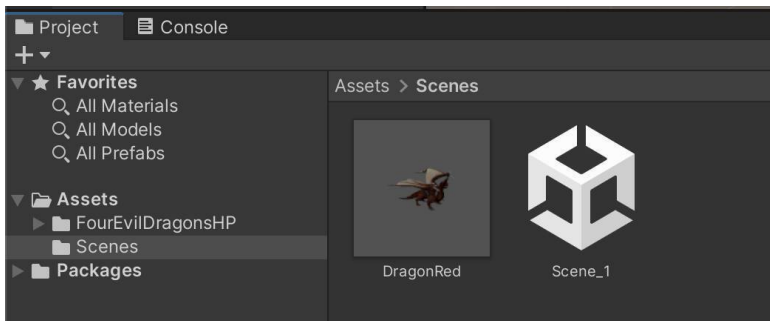 Project
Console
Favorites
All Materials
All Models
All Prefabs
Assets
FourEvilDragonsHP
Scenes
Packages
Assets > Scenes
DragonRed
Scene_1